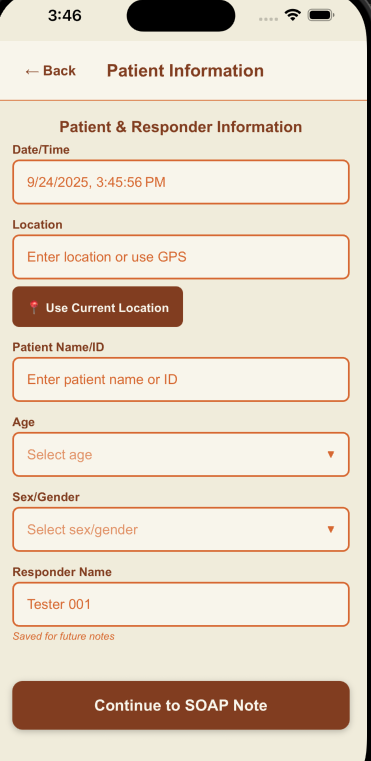 3:46
← Back
Patient Information
Patient & Responder Information
Date/Time
9/24/2025, 3:45:56 PM
Location
Enter location or use GPS
📍 Use Current Location
Patient Name/ID
Enter patient name or ID
Age
Select age ▼
Sex/Gender
Select sex/gender ▼
Responder Name
Tester 001
Saved for future notes
Continue to SOAP Note